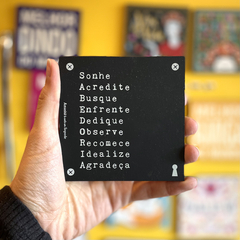 Sonhe
Acredite
Busque
Enfrente
Dedique
Observe
Recomece
Idealize
Agradeça